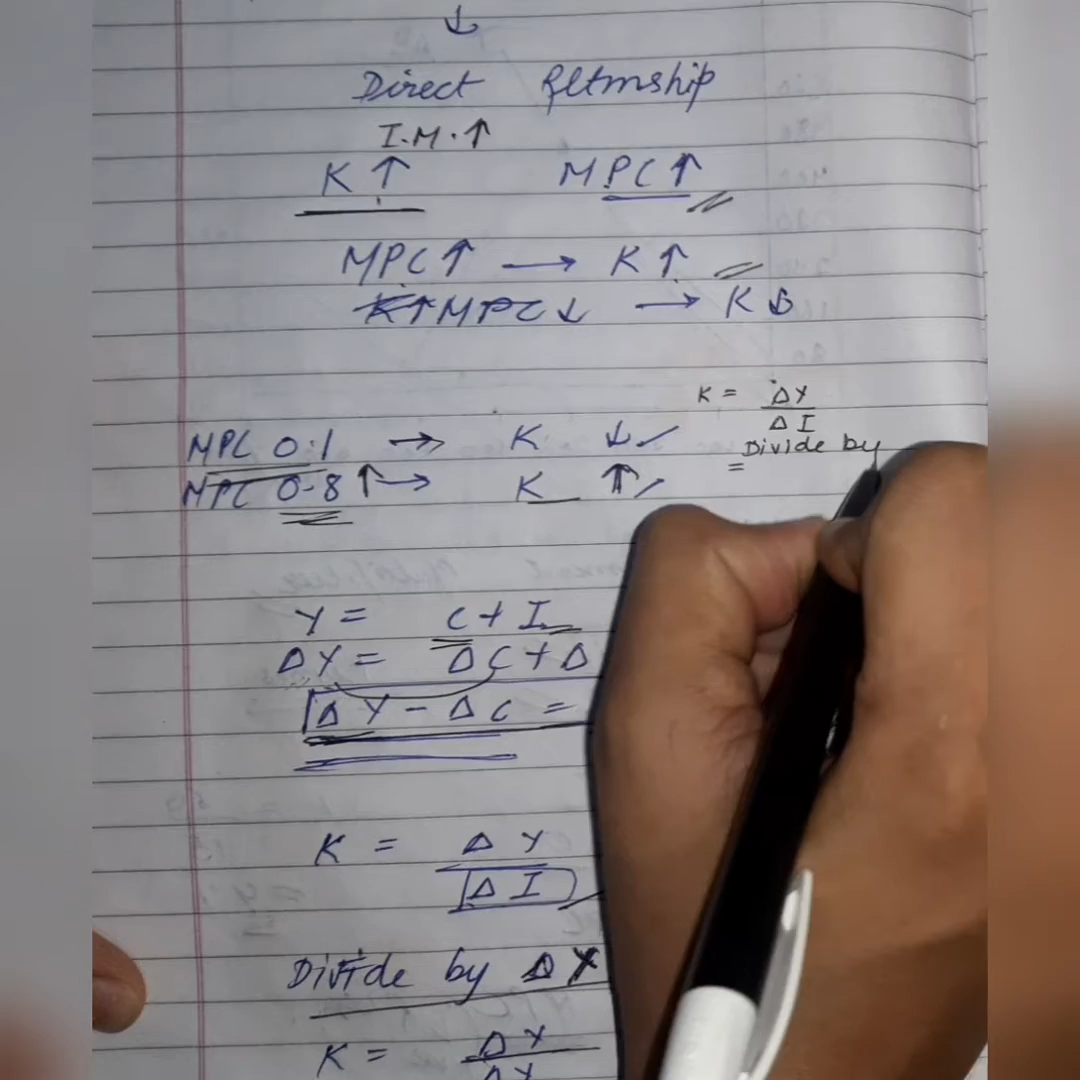 ↓
Direct Rltnship
I.M. ↑
K ↑ MPC ↑
MPC ↑ → K ↑
K↑ MPC ↓ → K ↓
K = ΔY
ΔI
MPC 0.1 → K ↓ ✓
= Divide by
MPC 0.8 ↑ → K ↑ ✓
Y = C + I
ΔY = ΔC + Δ
ΔY - ΔC =
K = ΔY
ΔI
Divide by ΔY
K = ΔY
ΔY